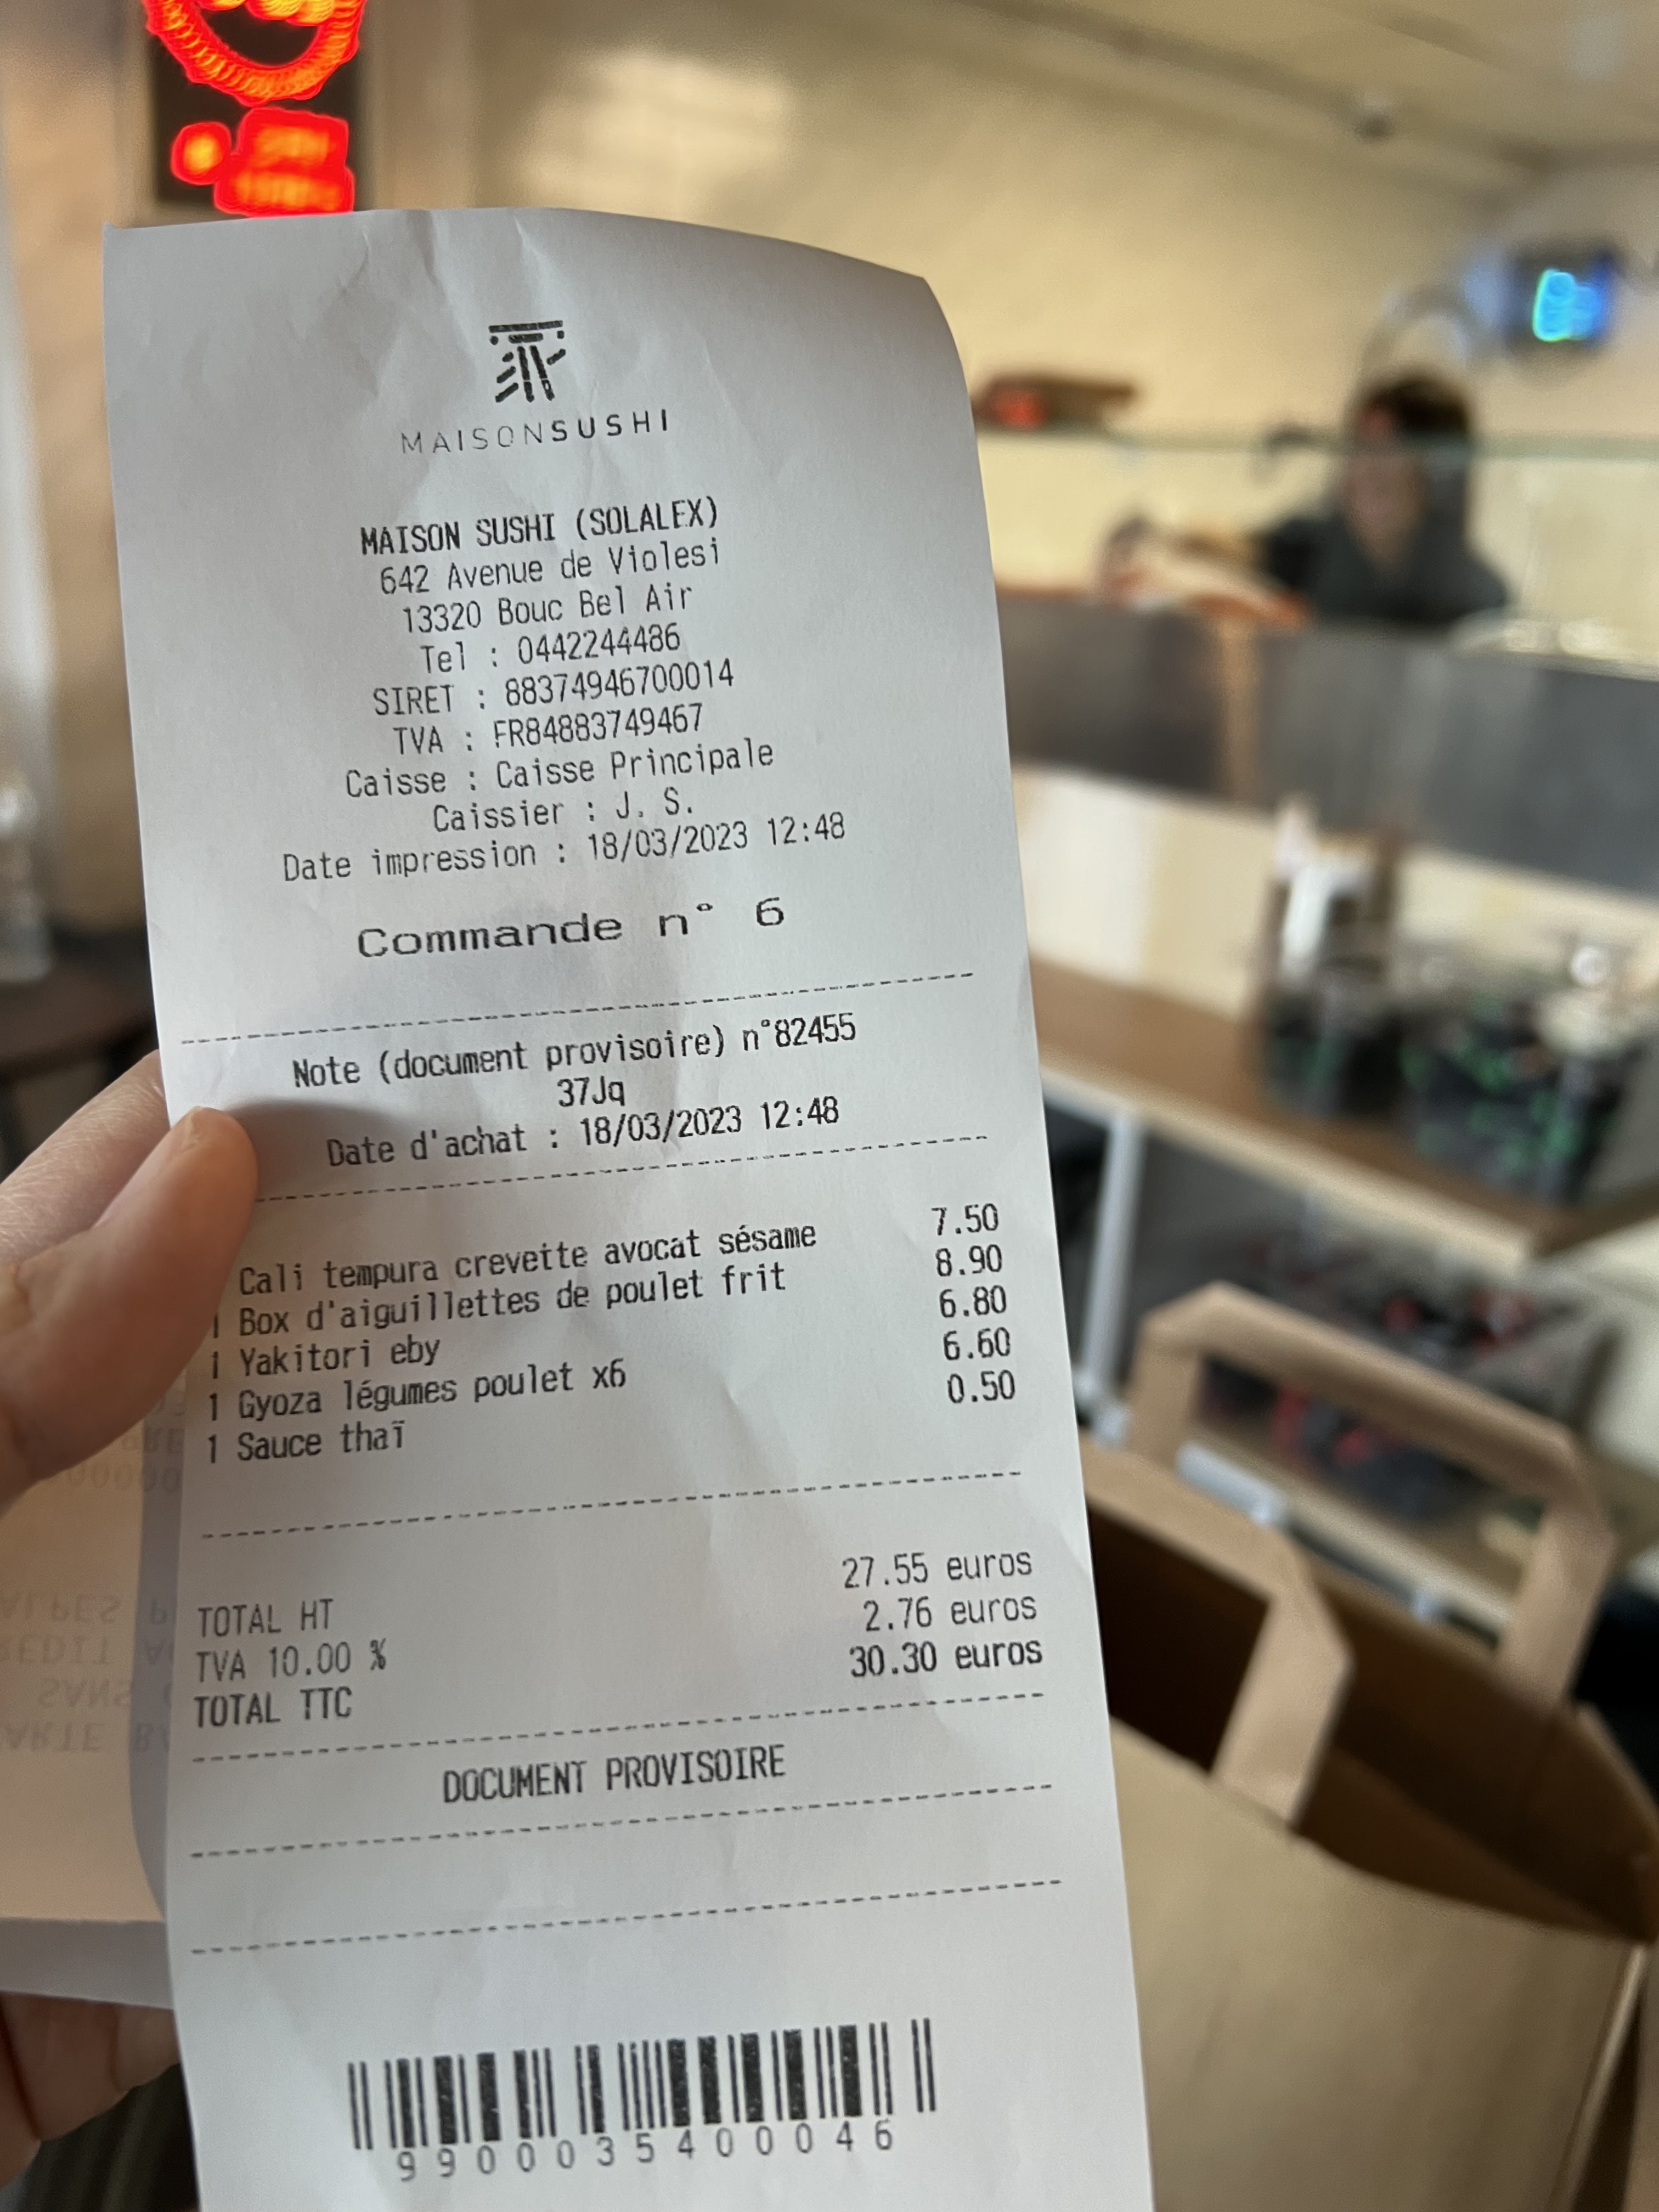 MAISONSUSHI
MAISON SUSHI (SOLALEX)
642 Avenue de Violesi
13320 Bouc Bel Air
Tel : 0442244486
SIRET : 88374946700014
TVA : FR84883749467
Caisse : Caisse Principale
Caissier : J. S.
Date impression : 18/03/2023 12:48
Commande n° 6
Note (document provisoire) n°82455
37Jq
Date d'achat : 18/03/2023 12:48
Cali tempura crevette avocat sésame 7.50
1 Box d'aiguillettes de poulet frit 8.90
1 Yakitori eby 6.80
1 Gyoza légumes poulet x6 6.60
1 Sauce thaï 0.50
TOTAL HT 27.55 euros
TVA 10.00 % 2.76 euros
TOTAL TTC 30.30 euros
DOCUMENT PROVISOIRE
9900035400046